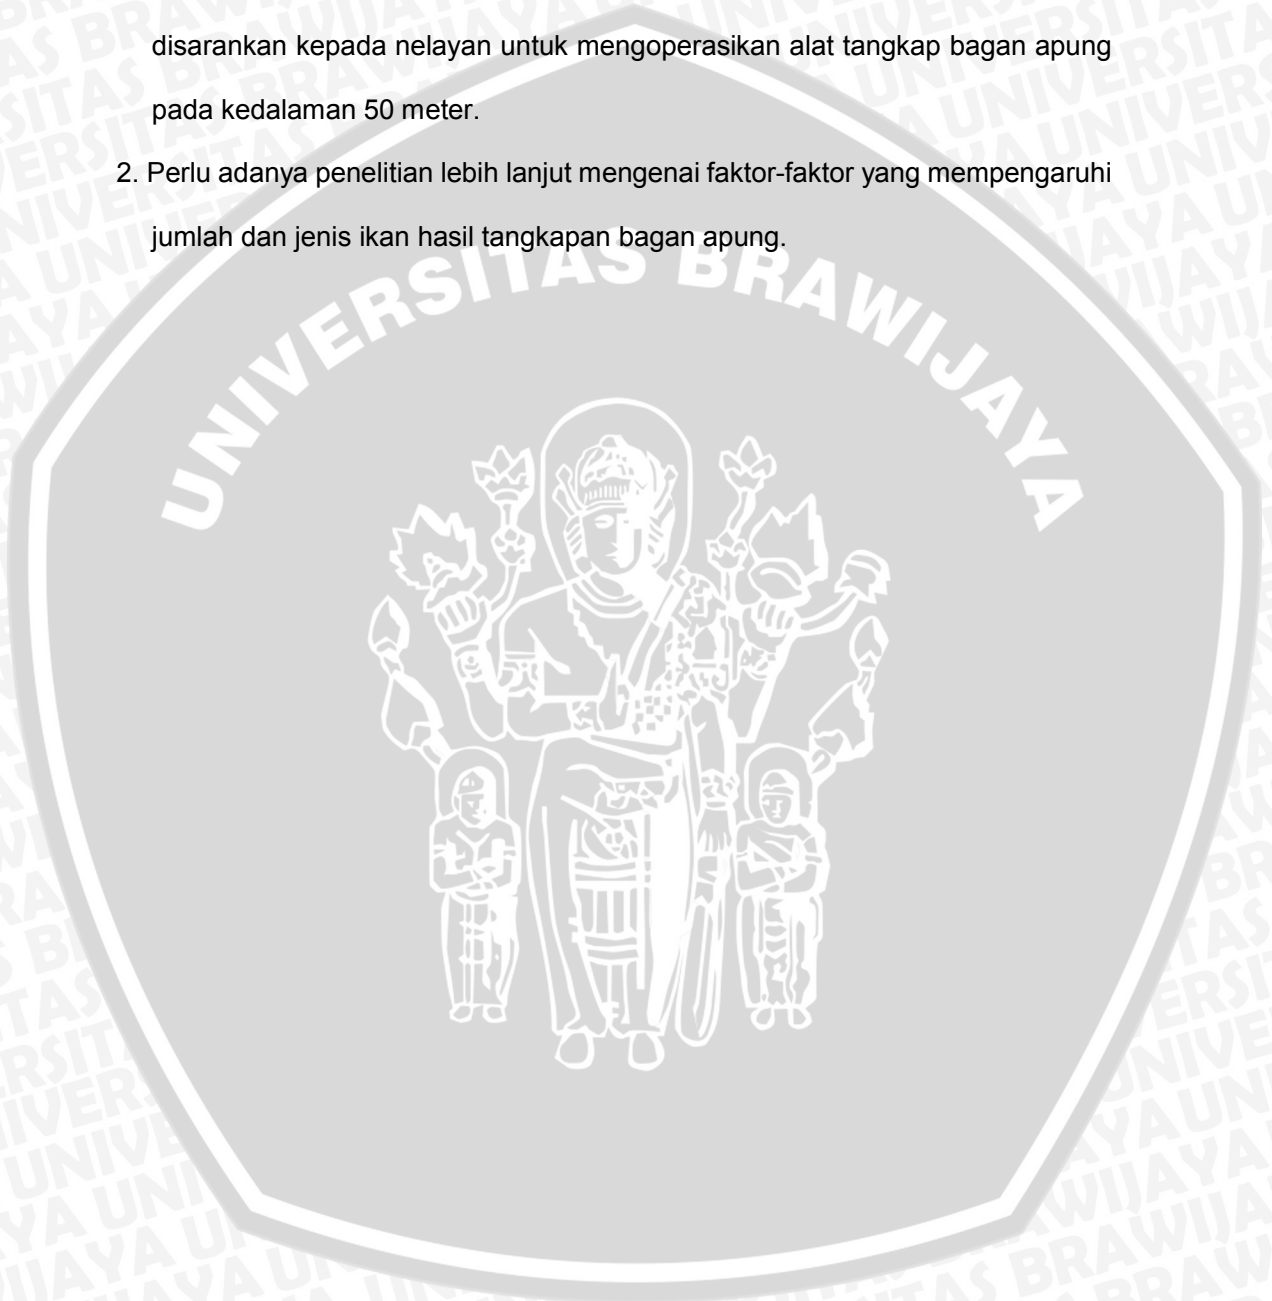 disarankan kepada nelayan untuk mengoperasikan alat tangkap bagan apung
pada kedalaman 50 meter.
2. Perlu adanya penelitian lebih lanjut mengenai faktor-faktor yang mempengaruhi
jumlah dan jenis ikan hasil tangkapan bagan apung.
UNIVERSITAS BRAWIJAYA